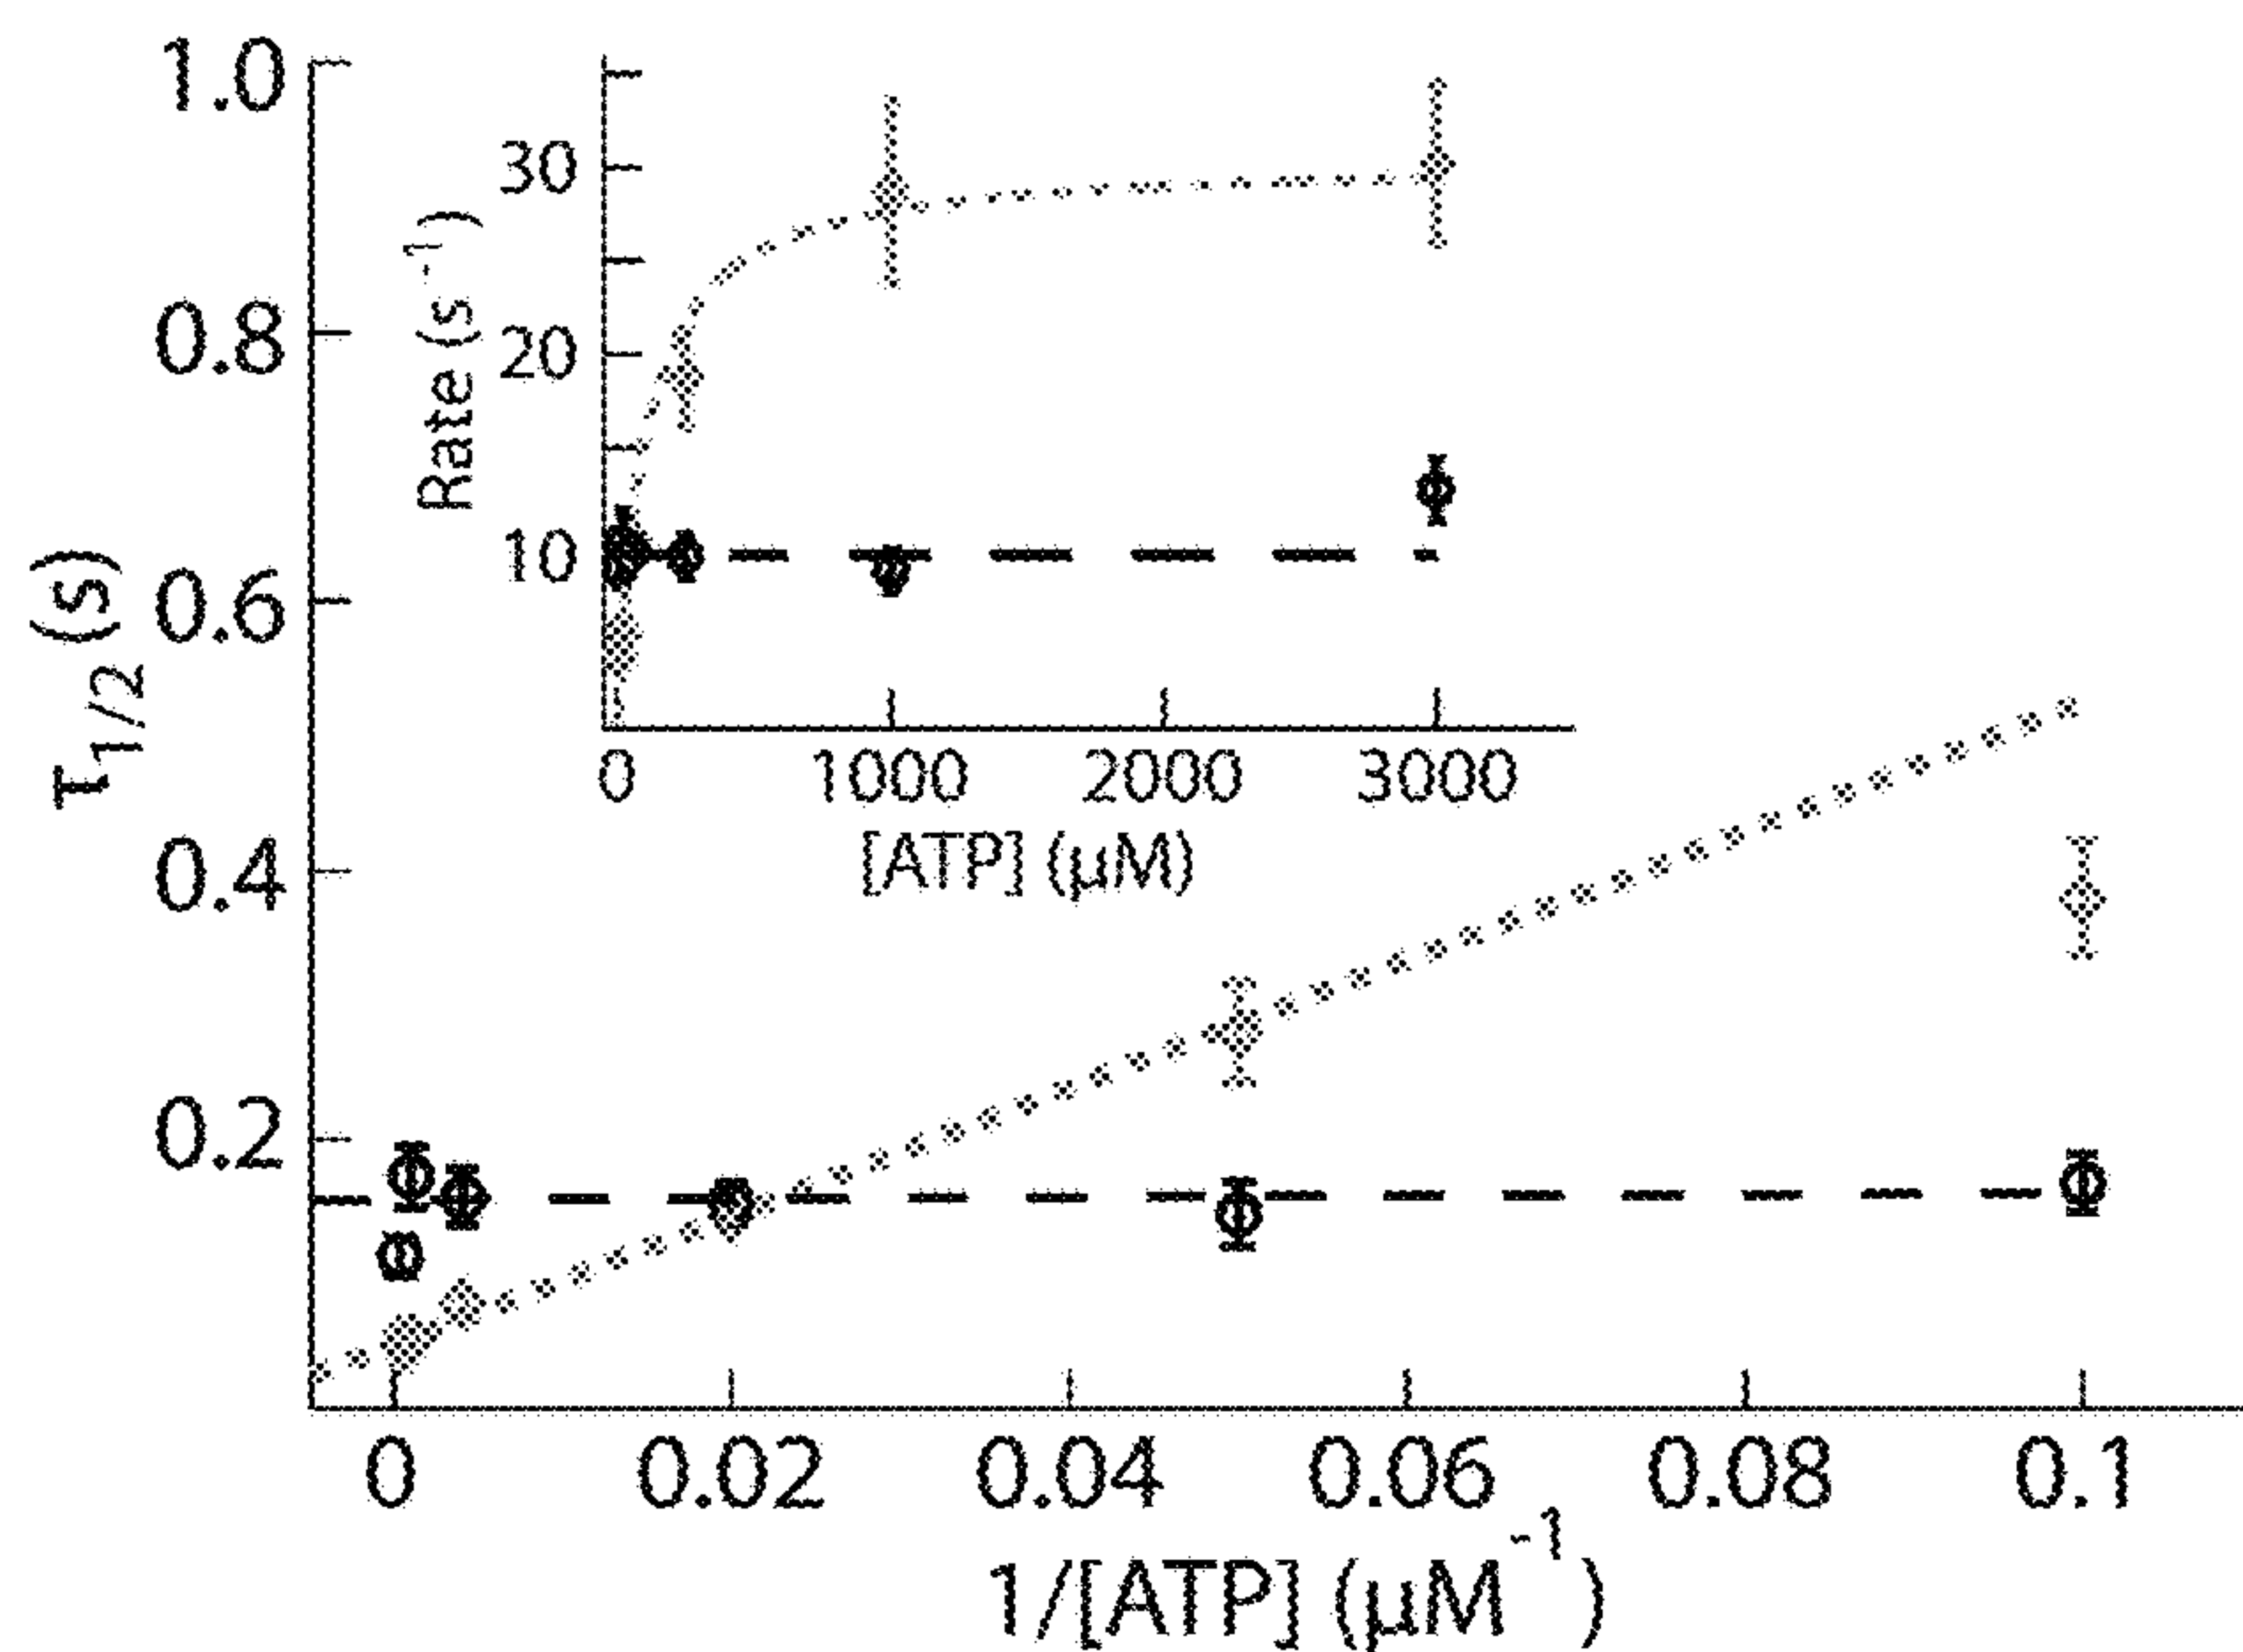 1.0
0.8
0.6
0.4
0.2
τ1/2 (s)
30
20
10
Rate (s-1)
0 1000 2000 3000
[ATP] (μM)
0 0.02 0.04 0.06 0.08 0.1
1/[ATP] (μM-1)